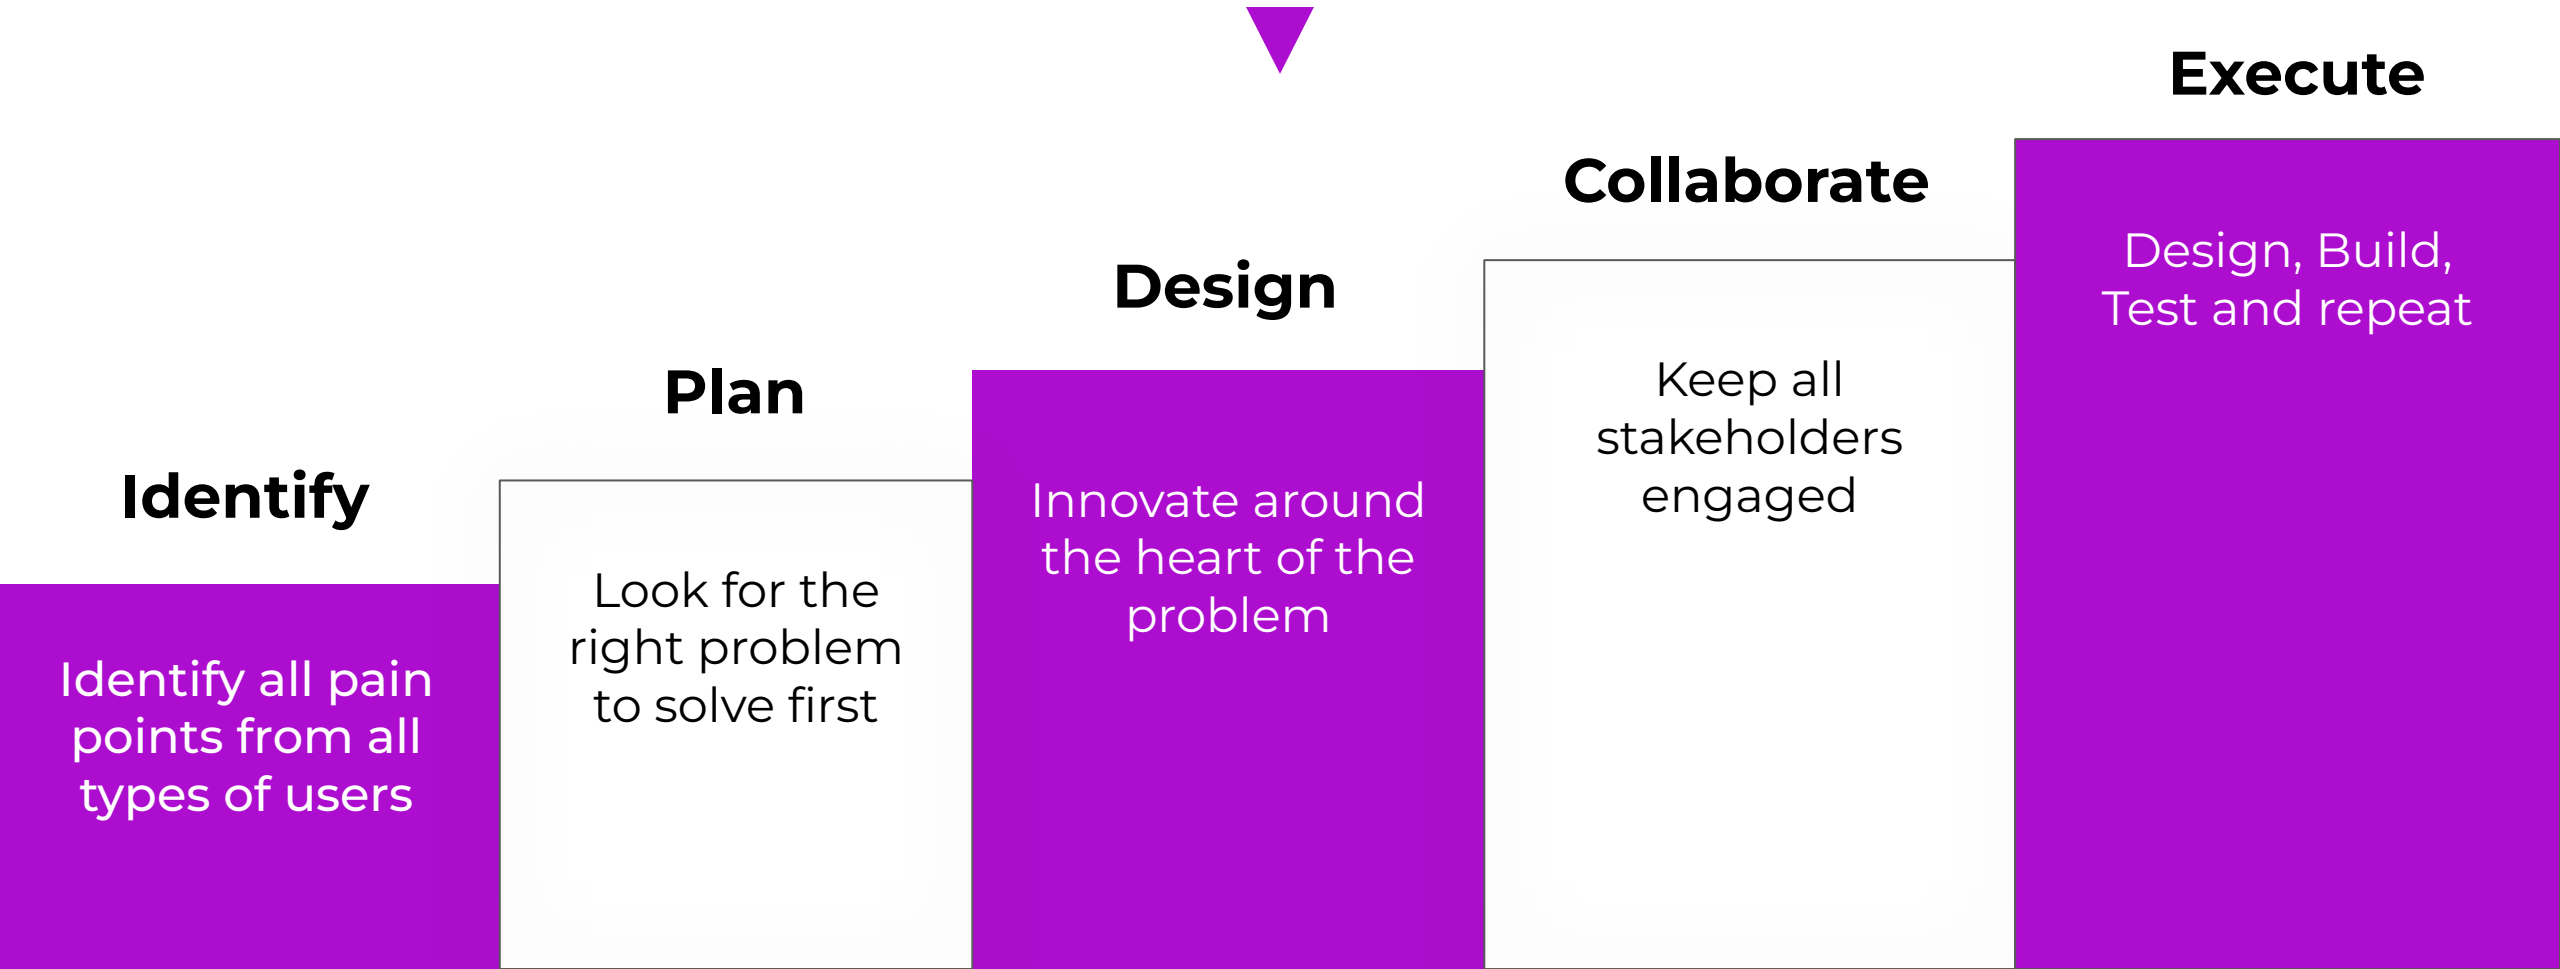 Identify
Identify all pain
points from all
types of users
Plan
Look for the
right problem
to solve first
Design
Innovate around
the heart of the
problem
Collaborate
Keep all
stakeholders
engaged
Execute
Design, Build,
Test and repeat